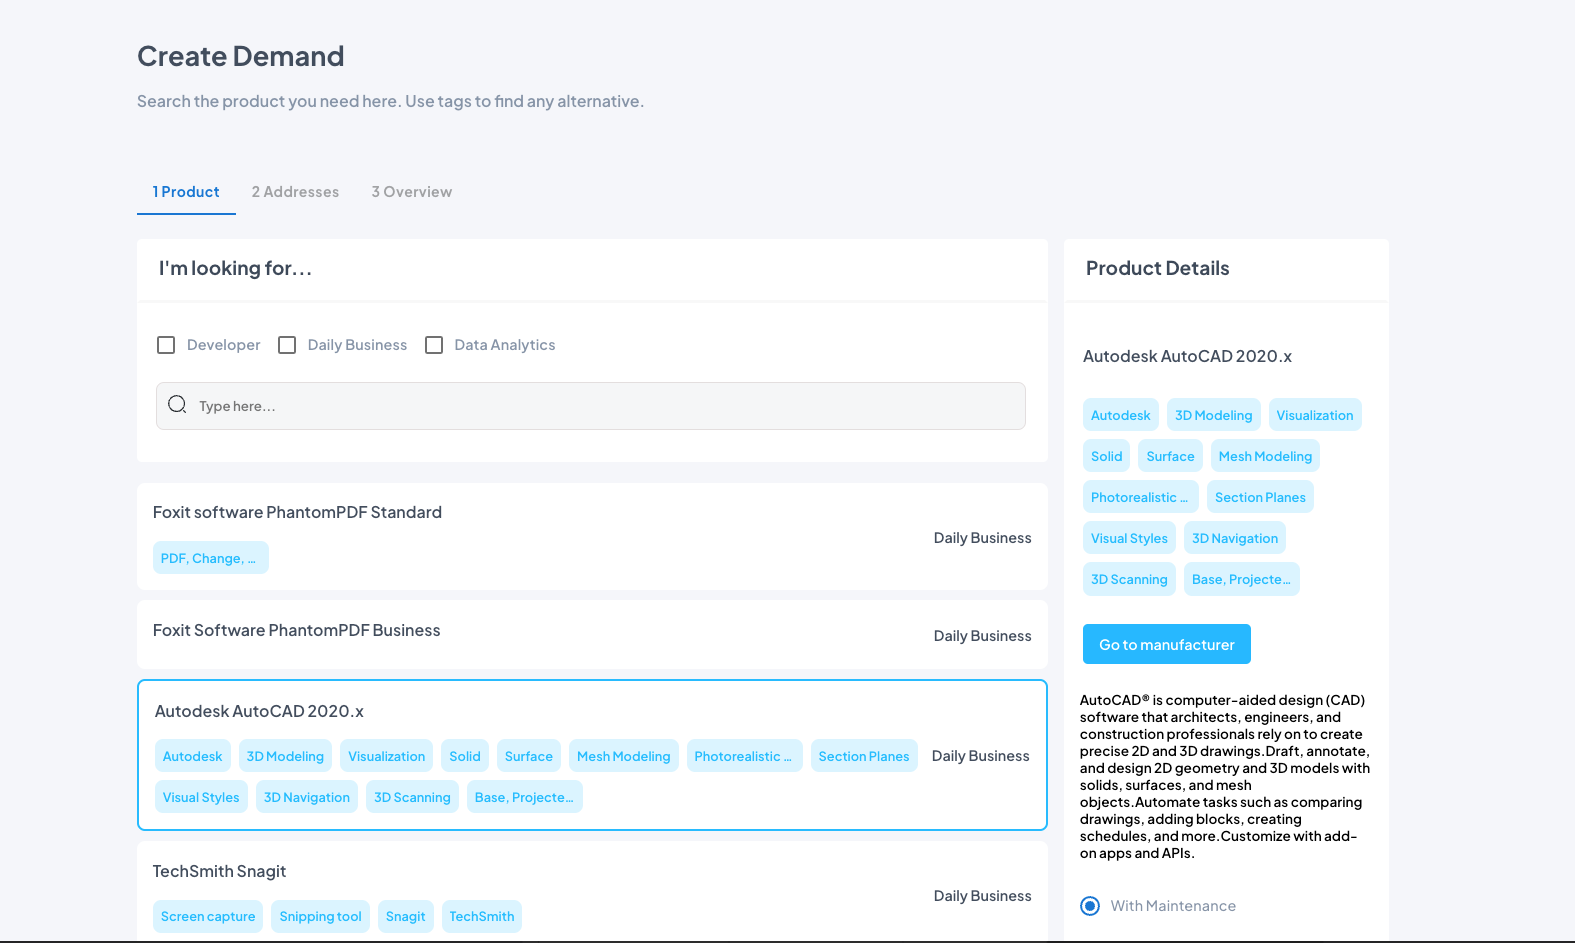 Create Demand
Search the product you need here. Use tags to find any alternative.
1 Product 2 Addresses 3 Overview
I'm looking for...
Developer Daily Business Data Analytics
Type here...
Foxit software PhantomPDF Standard
Daily Business
PDF, Change, ...
Foxit Software PhantomPDF Business
Daily Business
Autodesk AutoCAD 2020.x
Autodesk 3D Modeling Visualization Solid Surface Mesh Modeling Photorealistic ... Section Planes
Daily Business
Visual Styles 3D Navigation 3D Scanning Base, Projecte...
TechSmith Snagit
Daily Business
Screen capture Snipping tool Snagit TechSmith
Product Details
Autodesk AutoCAD 2020.x
Autodesk 3D Modeling Visualization
Solid Surface Mesh Modeling
Photorealistic ... Section Planes
Visual Styles 3D Navigation
3D Scanning Base, Projecte...
Go to manufacturer
AutoCAD® is computer-aided design (CAD)
software that architects, engineers, and
construction professionals rely on to create
precise 2D and 3D drawings.Draft, annotate,
and design 2D geometry and 3D models with
solids, surfaces, and mesh
objects.Automate tasks such as comparing
drawings, adding blocks, creating
schedules, and more.Customize with add-
on apps and APIs.
With Maintenance